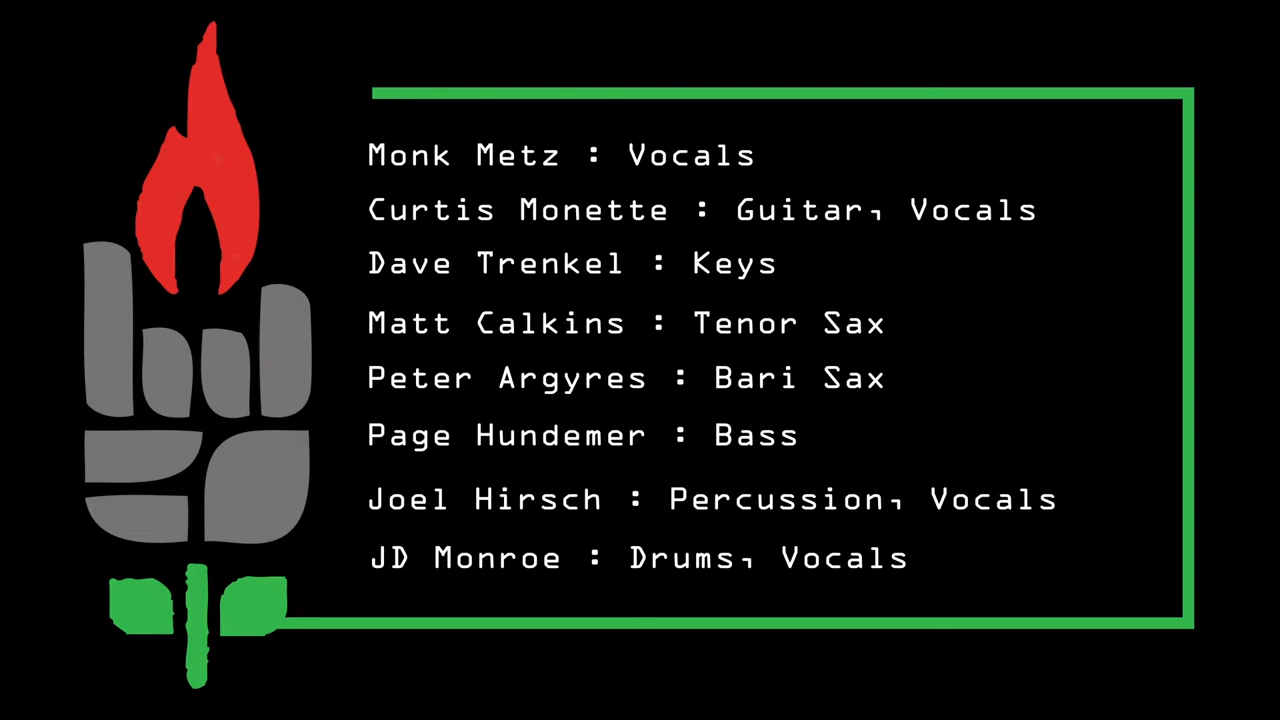 Monk Metz : Vocals
Curtis Monette : Guitar, Vocals
Dave Trenkel : Keys
Matt Calkins : Tenor Sax
Peter Argyres : Bari Sax
Page Hundemer : Bass
Joel Hirsch : Percussion, Vocals
JD Monroe : Drums, Vocals